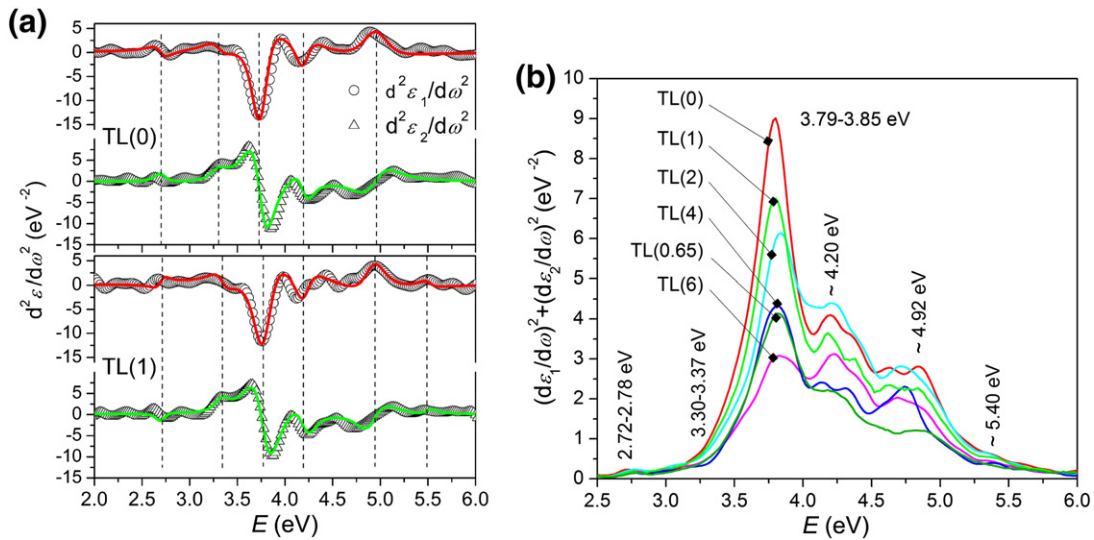 (a)
5
0
-5
-10
-15
TL(0)
d²ε₁/dω²
d²ε₂/dω²
10
5
0
-5
-10
-15
d²ε/dω² (eV⁻²)
5
0
-5
-10
-15
TL(1)
10
5
0
-5
-10
-15
2.0 2.5 3.0 3.5 4.0 4.5 5.0 5.5 6.0
E (eV)
(b)
10
9
8
7
6
5
4
3
2
1
0
(dε₁/dω)²+(dε₂/dω)² (eV⁻²)
TL(0)
TL(1)
TL(2)
TL(4)
TL(0.65)
TL(6)
2.72-2.78 eV
3.30-3.37 eV
3.79-3.85 eV
~ 4.20 eV
~ 4.92 eV
~ 5.40 eV
2.5 3.0 3.5 4.0 4.5 5.0 5.5 6.0
E (eV)